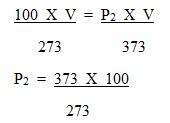 100 X V = P₂ X V
273 373
P₂ = 373 X 100
273